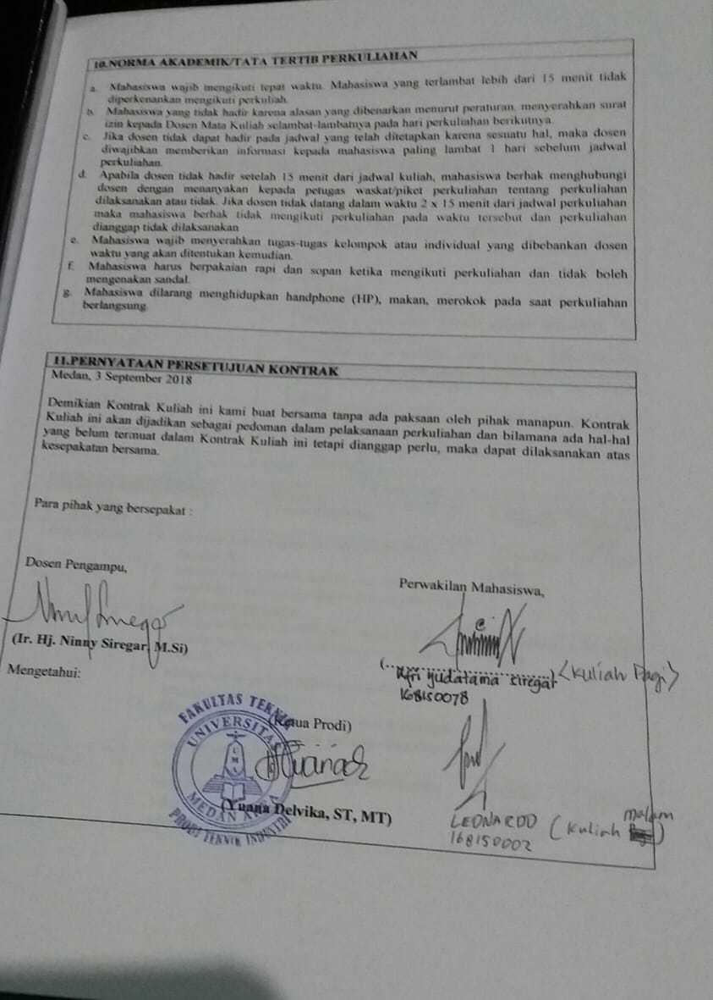 10.NORMA AKADEMIK/TATA TERTIB PERKULIAHAN
a. Mahasiswa wajib mengikuti tepat waktu. Mahasiswa yang terlambat lebih dari 15 menit tidak
diperkenankan mengikuti perkuliah.
b. Mahasiswa yang tidak hadir karena alasan yang dibenarkan menurut peraturan, menyerahkan surat
izin kepada Dosen Mata Kuliah selambat-lambatnya pada hari perkuliahan berikutnya.
c. Jika dosen tidak dapat hadir pada jadwal yang telah ditetapkan karena sesuatu hal, maka dosen
diwajibkan memberikan informasi kepada mahasiswa paling lambat 1 hari sebelum jadwal
perkuliahan.
d. Apabila dosen tidak hadir setelah 15 menit dari jadwal kuliah, mahasiswa berhak menghubungi
dosen dengan menanyakan kepada petugas waskat/piket perkuliahan tentang perkuliahan
dilaksanakan atau tidak. Jika dosen tidak datang dalam waktu 2 x 15 menit dari jadwal perkuliahan
maka mahasiswa berhak tidak mengikuti perkuliahan pada waktu tersebut dan perkuliahan
dianggap tidak dilaksanakan
e. Mahasiswa wajib menyerahkan tugas-tugas kelompok atau individual yang dibebankan dosen
waktu yang akan ditentukan kemudian.
f. Mahasiswa harus berpakaian rapi dan sopan ketika mengikuti perkuliahan dan tidak boleh
mengenakan sandal.
g. Mahasiswa dilarang menghidupkan handphone (HP), makan, merokok pada saat perkuliahan
berlangsung.
11.PERNYATAAN PERSETUJUAN KONTRAK
Medan, 3 September 2018
Demikian Kontrak Kuliah ini kami buat bersama tanpa ada paksaan oleh pihak manapun. Kontrak
Kuliah ini akan dijadikan sebagai pedoman dalam pelaksanaan perkuliahan dan bilamana ada hal-hal
yang belum termuat dalam Kontrak Kuliah ini tetapi dianggap perlu, maka dapat dilaksanakan atas
kesepakatan bersama.
Para pihak yang bersepakat :
Dosen Pengampu,
Perwakilan Mahasiswa,
(Ir. Hj. Ninny Siregar, M.Si)
yudatama siregar (Kuliah Pagi)
168150078
Mengetahui:
FAKULTAS TEKNIK
UNIVERSITAS
MEDAN AREA
PRODI TEKNIK INDUSTRI
(Ketua Prodi)
(Yuana Delvika, ST, MT)
LEONARDO (Kuliah malam)
168150002